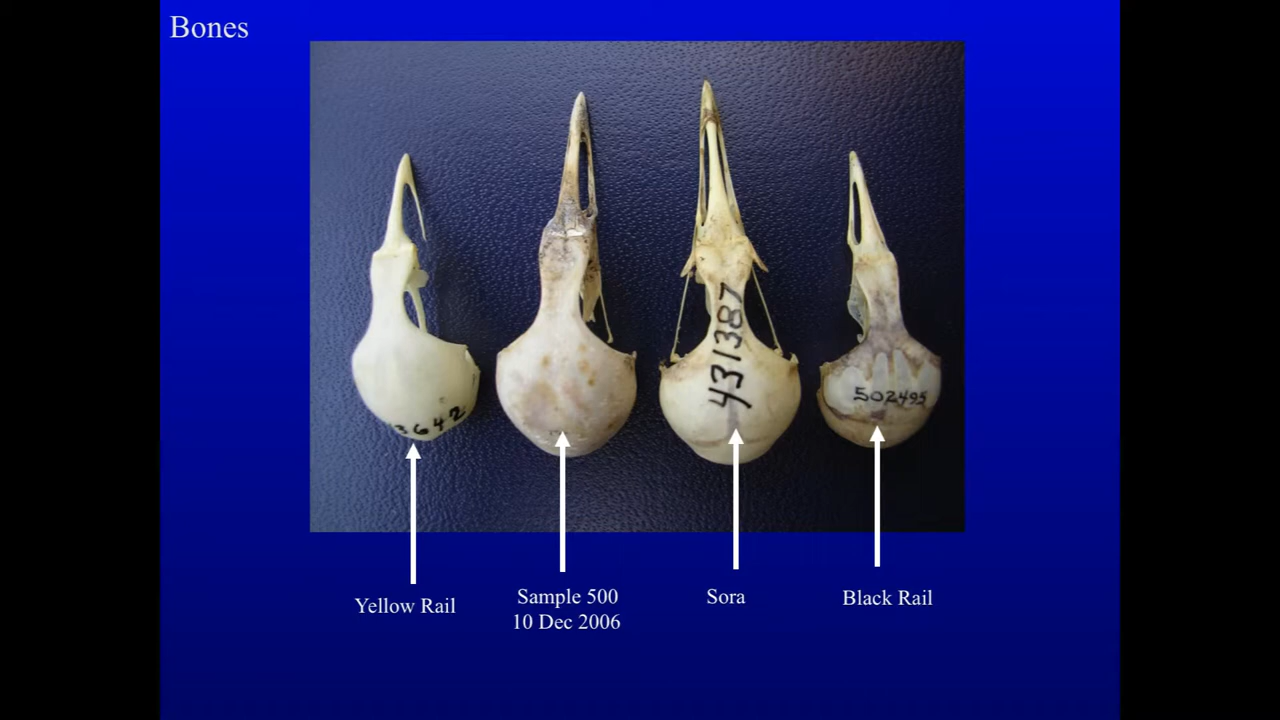 Bones
3642
431387
502495
Yellow Rail
Sample 500
10 Dec 2006
Sora
Black Rail